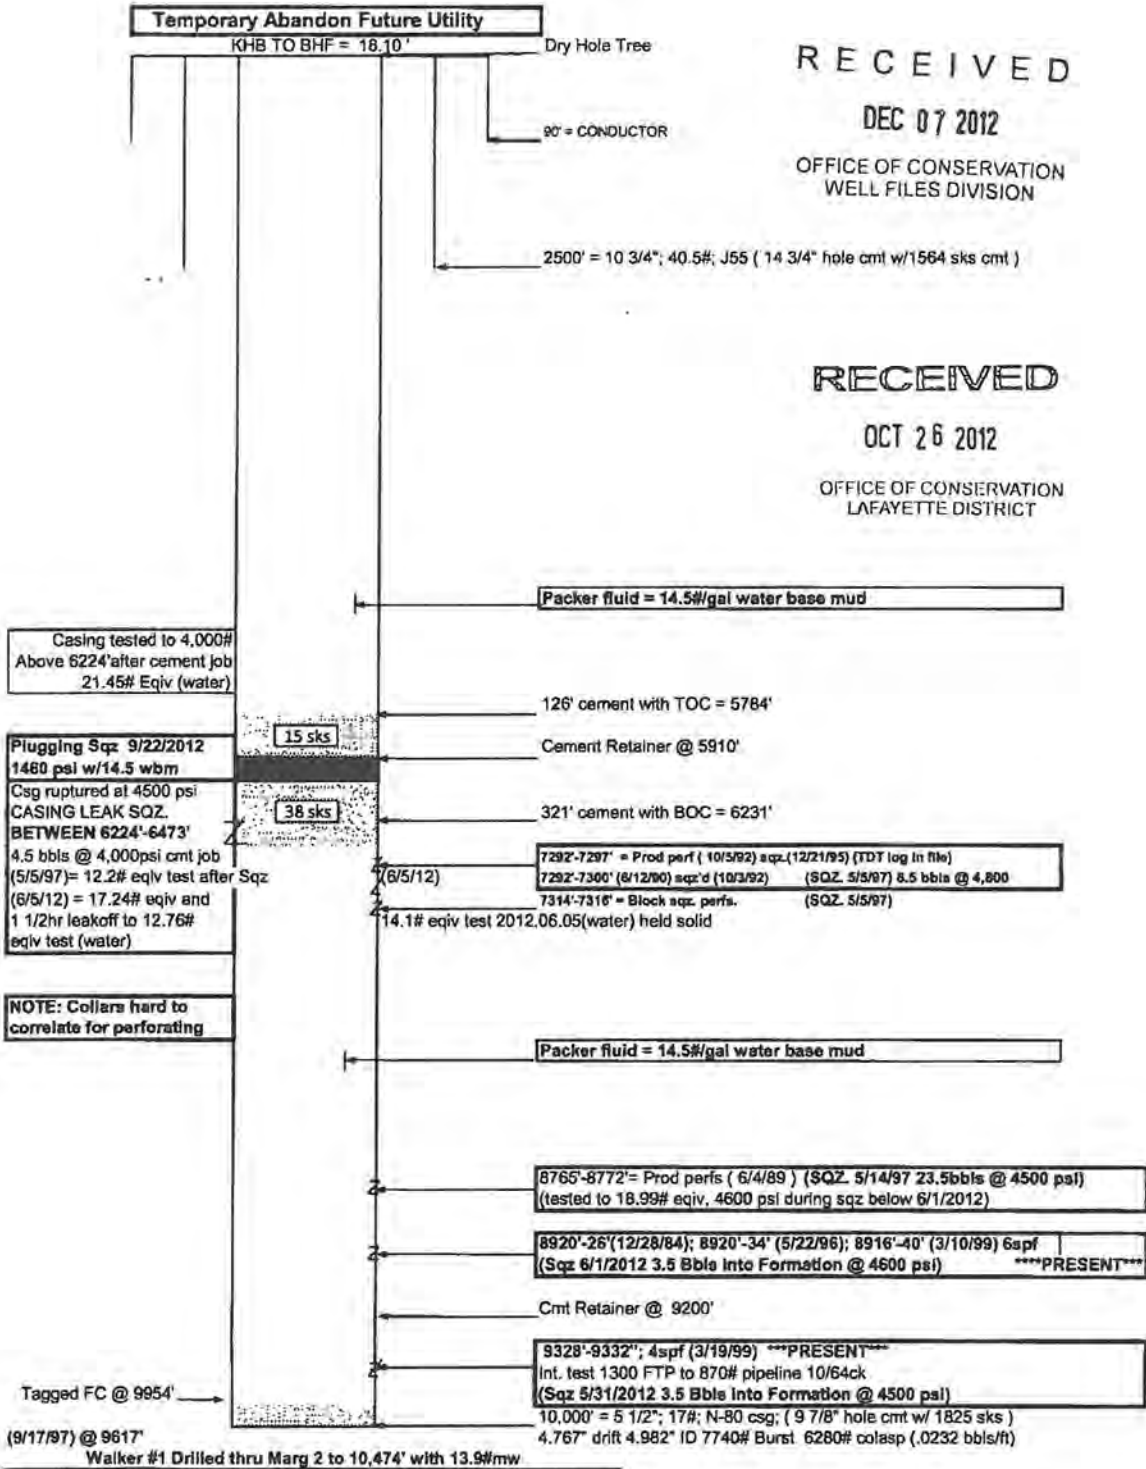 Temporary Abandon Future Utility
KHB TO BHF = 18.10'
Dry Hole Tree
RECEIVED
DEC 07 2012
OFFICE OF CONSERVATION
WELL FILES DIVISION
90' = CONDUCTOR
2500' = 10 3/4"; 40.5#; J55 ( 14 3/4" hole cmt w/1564 sks cmt )
RECEIVED
OCT 26 2012
OFFICE OF CONSERVATION
LAFAYETTE DISTRICT
Packer fluid = 14.5#/gal water base mud
Casing tested to 4,000#
Above 6224'after cement job
21.45# Eqiv (water)
126' cement with TOC = 5784'
15 sks
Cement Retainer @ 5910'
Plugging Sqz 9/22/2012
1460 psi w/14.5 wbm
Csg ruptured at 4500 psi
CASING LEAK SQZ.
BETWEEN 6224'-6473'
4.5 bbls @ 4,000psi cmt job
(5/5/97)= 12.2# eqiv test after Sqz
(6/5/12) = 17.24# eqiv and
1 1/2hr leakoff to 12.76#
eqiv test (water)
38 sks
321' cement with BOC = 6231'
7292'-7297' = Prod perf ( 10/5/92) sqz.(12/21/95) (TDT log in file)
7292'-7300' (6/12/90) sqz'd (10/3/92) (SQZ. 5/5/97) 8.5 bbls @ 4,800
(6/5/12)
7314'-7316' = Block sqz. perfs. (SQZ. 5/5/97)
14.1# eqiv test 2012.06.05(water) held solid
NOTE: Collars hard to
correlate for perforating
Packer fluid = 14.5#/gal water base mud
8765'-8772'= Prod perfs ( 6/4/89 ) (SQZ. 5/14/97 23.5bbls @ 4500 psi)
(tested to 18.99# eqiv, 4600 psi during sqz below 6/1/2012)
8920'-26'(12/28/84); 8920'-34' (5/22/96); 8916'-40' (3/10/99) 6spf
(Sqz 6/1/2012 3.5 Bbls Into Formation @ 4600 psi) ****PRESENT***
Cmt Retainer @ 9200'
9328'-9332"; 4spf (3/19/99) ***PRESENT***
Int. test 1300 FTP to 870# pipeline 10/64ck
(Sqz 5/31/2012 3.5 Bbls Into Formation @ 4500 psi)
Tagged FC @ 9954'
10,000' = 5 1/2"; 17#; N-80 csg; ( 9 7/8" hole cmt w/ 1825 sks )
4.767" drift 4.982" ID 7740# Burst 6280# colasp (.0232 bbls/ft)
(9/17/97) @ 9617'
Walker #1 Drilled thru Marg 2 to 10,474' with 13.9#/mw